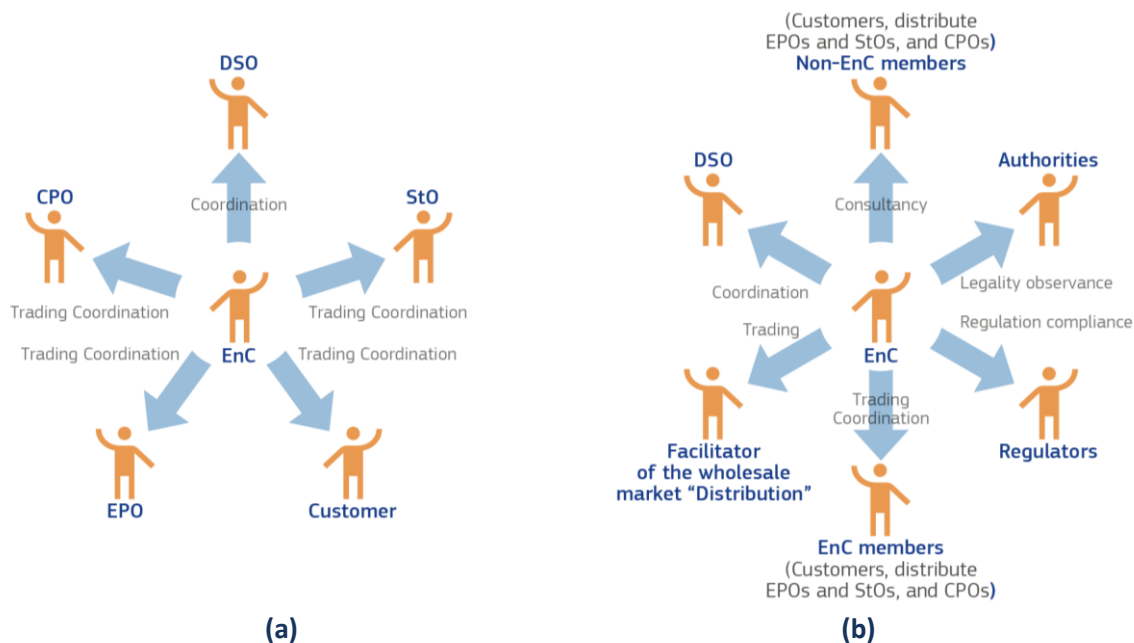 DSO
CPO
StO
Coordination
Trading Coordination
Trading Coordination
Trading Coordination
Trading Coordination
EnC
EPO
Customer
(a)
(Customers, distribute
EPOs and StOs, and CPOs)
Non-EnC members
DSO
Authorities
Consultancy
Coordination
Legality observance
Trading
Regulation compliance
EnC
Trading
Coordination
Facilitator
of the wholesale
market “Distribution”
Regulators
EnC members
(Customers, distribute
EPOs and StOs, and CPOs)
(b)